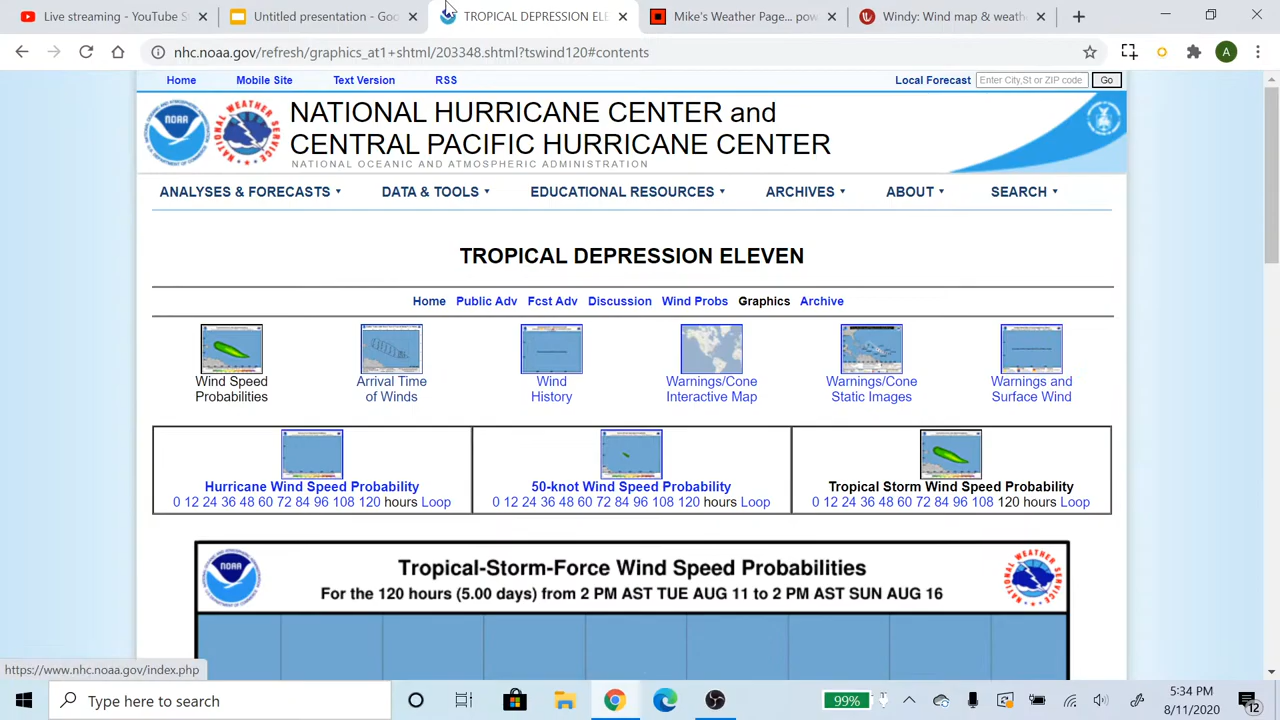 Live streaming - YouTube S
Untitled presentation - Goo
TROPICAL DEPRESSION ELE
Mike's Weather Page... pow
Windy: Wind map & weath
nhc.noaa.gov/refresh/graphics_at1+shtml/203348.shtml?tswind120#contents
A
Home Mobile Site Text Version RSS Local Forecast Enter City,St or ZIP code Go
NATIONAL HURRICANE CENTER and
CENTRAL PACIFIC HURRICANE CENTER
NATIONAL OCEANIC AND ATMOSPHERIC ADMINISTRATION
NOAA
ANALYSES & FORECASTS DATA & TOOLS EDUCATIONAL RESOURCES ARCHIVES ABOUT SEARCH
TROPICAL DEPRESSION ELEVEN
Home Public Adv Fcst Adv Discussion Wind Probs Graphics Archive
Wind Speed
Probabilities
Arrival Time
of Winds
Wind
History
Warnings/Cone
Interactive Map
Warnings/Cone
Static Images
Warnings and
Surface Wind
Hurricane Wind Speed Probability
0 12 24 36 48 60 72 84 96 108 120 hours Loop
50-knot Wind Speed Probability
0 12 24 36 48 60 72 84 96 108 120 hours Loop
Tropical Storm Wind Speed Probability
0 12 24 36 48 60 72 84 96 108 120 hours Loop
NOAA
Tropical-Storm-Force Wind Speed Probabilities
For the 120 hours (5.00 days) from 2 PM AST TUE AUG 11 to 2 PM AST SUN AUG 16
https://www.nhc.noaa.gov/index.php
Type here to search
99%
5:34 PM
8/11/2020
12